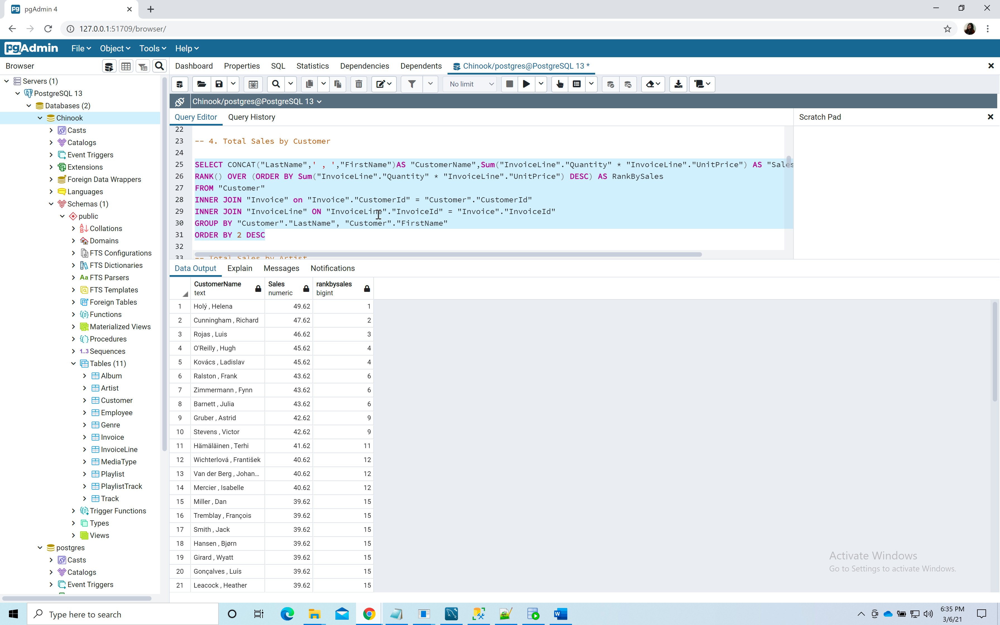 pgAdmin 4
127.0.0.1:51709/browser/
pgAdmin File Object Tools Help
Browser
Dashboard Properties SQL Statistics Dependencies Dependents Chinook/postgres@PostgreSQL 13 *
No limit
Chinook/postgres@PostgreSQL 13
Query Editor Query History
Scratch Pad
Servers (1)
PostgreSQL 13
Databases (2)
Chinook
Casts
Catalogs
Event Triggers
Extensions
Foreign Data Wrappers
Languages
Schemas (1)
public
Collations
Domains
FTS Configurations
FTS Dictionaries
Aa FTS Parsers
FTS Templates
Foreign Tables
Functions
Materialized Views
Procedures
1..3 Sequences
Tables (11)
Album
Artist
Customer
Employee
Genre
Invoice
InvoiceLine
MediaType
Playlist
PlaylistTrack
Track
Trigger Functions
Types
Views
postgres
Casts
Catalogs
Event Triggers
22
23 -- 4. Total Sales by Customer
24
25 SELECT CONCAT("LastName",' , ',"FirstName")AS "CustomerName",Sum("InvoiceLine"."Quantity" * "InvoiceLine"."UnitPrice") AS "Sales
26 RANK() OVER (ORDER BY Sum("InvoiceLine"."Quantity" * "InvoiceLine"."UnitPrice") DESC) AS RankBySales
27 FROM "Customer"
28 INNER JOIN "Invoice" on "Invoice"."CustomerId" = "Customer"."CustomerId"
29 INNER JOIN "InvoiceLine" ON "InvoiceLine"."InvoiceId" = "Invoice"."InvoiceId"
30 GROUP BY "Customer"."LastName", "Customer"."FirstName"
31 ORDER BY 2 DESC
32
33 -- Total Sales by Artist
Data Output Explain Messages Notifications
CustomerName Sales rankbysales
text numeric bigint
1 Holý , Helena 49.62 1
2 Cunningham , Richard 47.62 2
3 Rojas , Luis 46.62 3
4 O'Reilly , Hugh 45.62 4
5 Kovács , Ladislav 45.62 4
6 Ralston , Frank 43.62 6
7 Zimmermann , Fynn 43.62 6
8 Barnett , Julia 43.62 6
9 Gruber , Astrid 42.62 9
10 Stevens , Victor 42.62 9
11 Hämäläinen , Terhi 41.62 11
12 Wichterlová , František 40.62 12
13 Van der Berg , Johan... 40.62 12
14 Mercier , Isabelle 40.62 12
15 Miller , Dan 39.62 15
16 Tremblay , François 39.62 15
17 Smith , Jack 39.62 15
18 Hansen , Bjørn 39.62 15
19 Girard , Wyatt 39.62 15
20 Gonçalves , Luís 39.62 15
21 Leacock , Heather 39.62 15
Activate Windows
Go to Settings to activate Windows.
Type here to search
6:35 PM
3/6/21